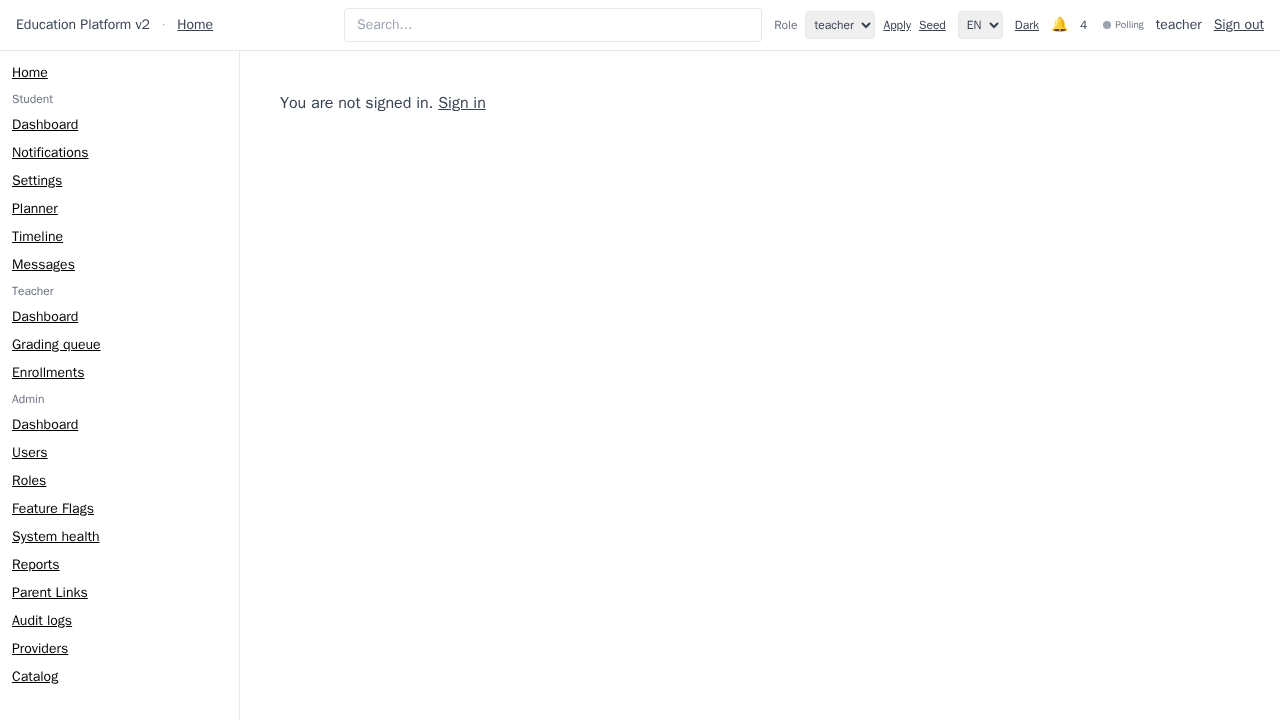 Education Platform v2 · Home
Search...
Role teacher Apply Seed EN Dark 🔔 4 Polling teacher Sign out
Home
Student
Dashboard
Notifications
Settings
Planner
Timeline
Messages
Teacher
Dashboard
Grading queue
Enrollments
Admin
Dashboard
Users
Roles
Feature Flags
System health
Reports
Parent Links
Audit logs
Providers
Catalog
You are not signed in. Sign in